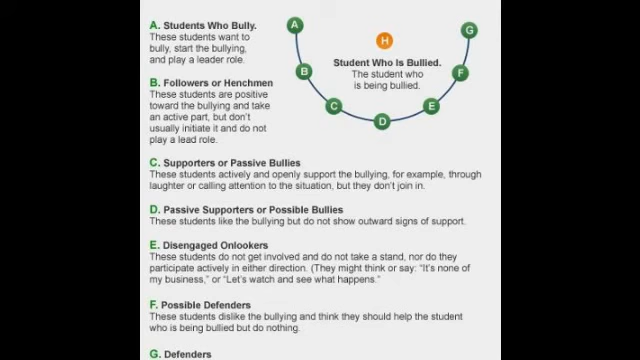 A. Students Who Bully.
These students want to
bully, start the bullying,
and play a leader role.
B. Followers or Henchmen
These students are positive
toward the bullying and take
an active part, but don't
usually initiate it and do not
play a lead role.
A
B
C
D
E
F
G
H
Student Who Is Bullied.
The student who
is being bullied.
C. Supporters or Passive Bullies
These students actively and openly support the bullying, for example, through
laughter or calling attention to the situation, but they don't join in.
D. Passive Supporters or Possible Bullies
These students like the bullying but do not show outward signs of support.
E. Disengaged Onlookers
These students do not get involved and do not take a stand, nor do they
participate actively in either direction. (They might think or say: “It's none of
my business,” or “Let's watch and see what happens.”
F. Possible Defenders
These students dislike the bullying and think they should help the student
who is being bullied but do nothing.
G. Defenders